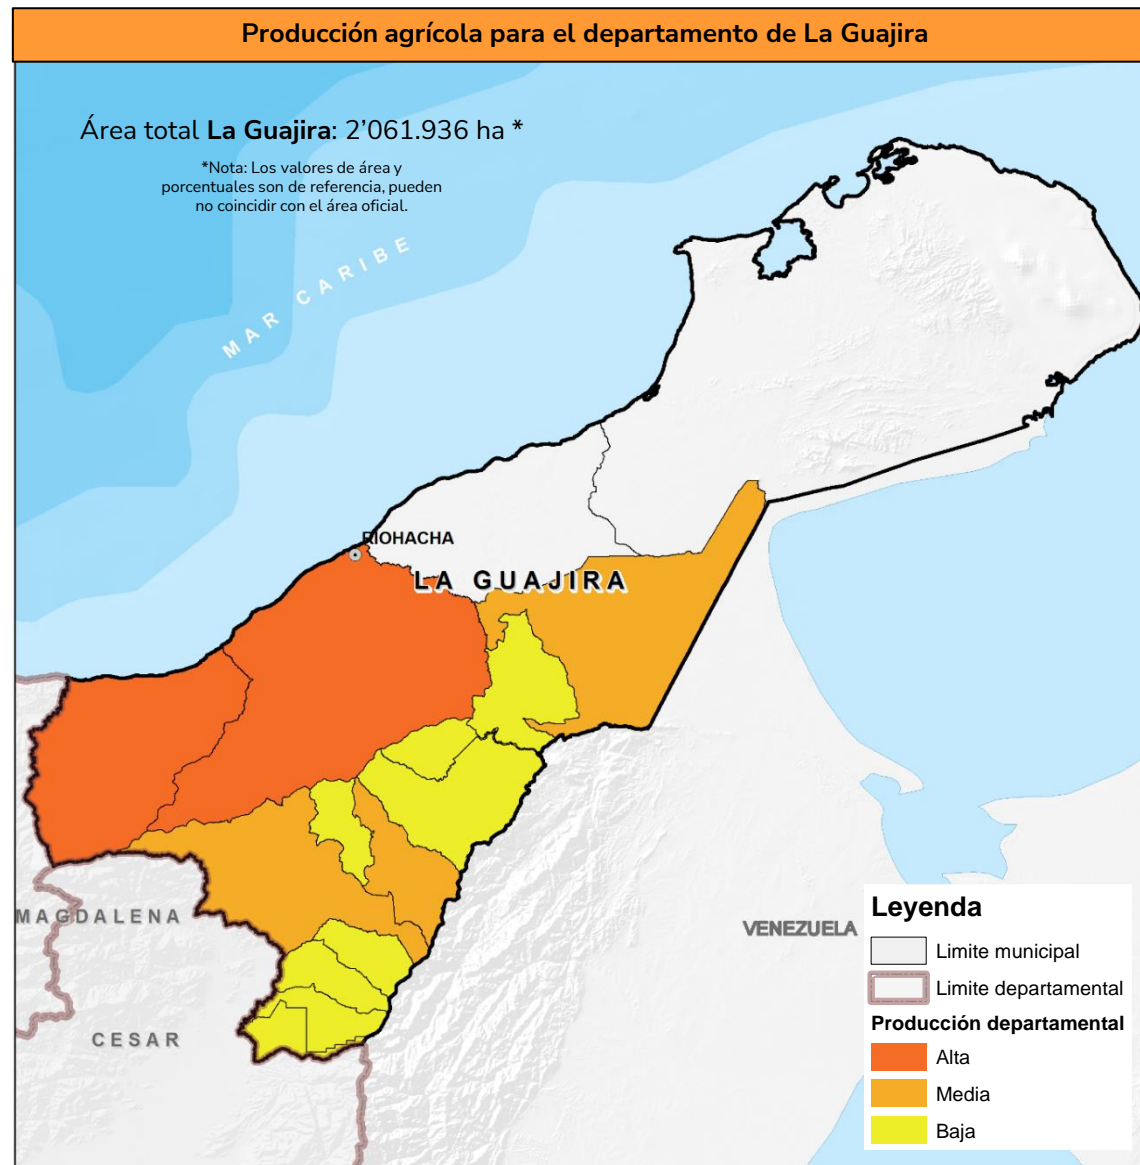 Producción agrícola para el departamento de La Guajira
Área total La Guajira: 2’061.936 ha *
*Nota: Los valores de área y
porcentuales son de referencia, pueden
no coincidir con el área oficial.
MAR CARIBE
RIOHACHA
LA GUAJIRA
MAGDALENA
VENEZUELA
CESAR
Leyenda
Limite municipal
Limite departamental
Producción departamental
Alta
Media
Baja